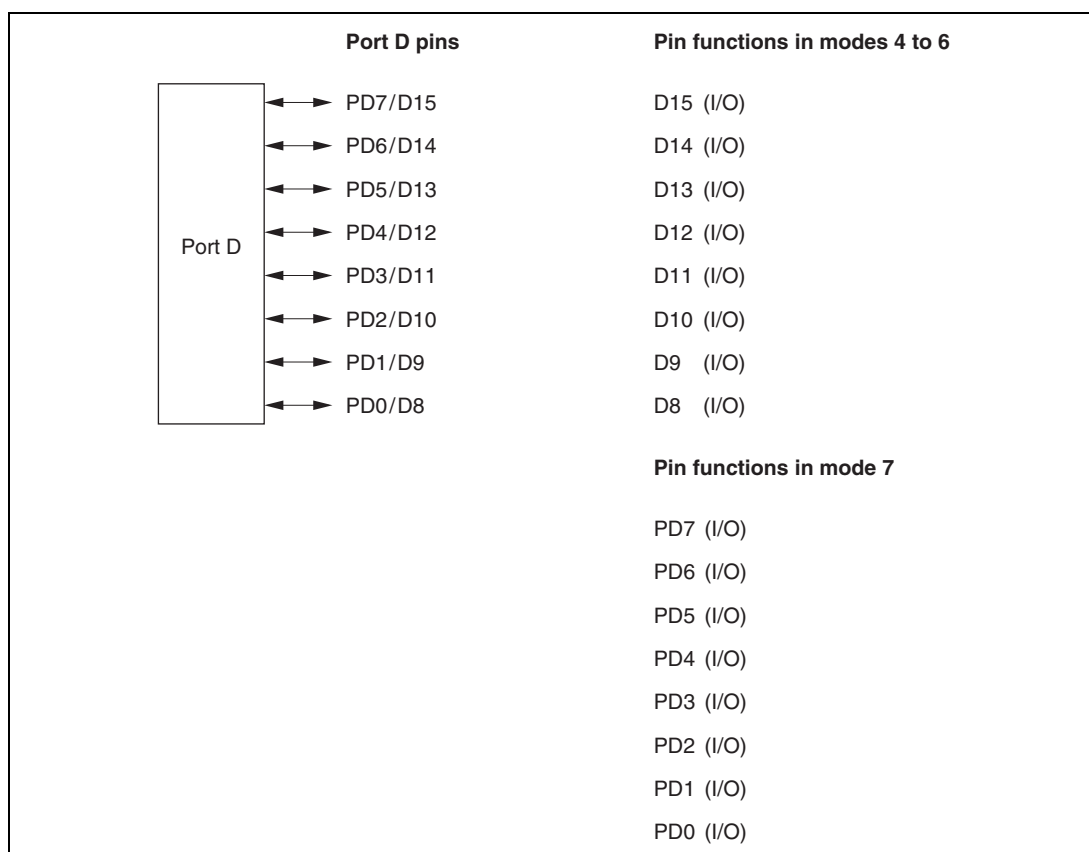 Port D pins Pin functions in modes 4 to 6
PD7/D15 D15 (I/O)
PD6/D14 D14 (I/O)
PD5/D13 D13 (I/O)
PD4/D12 D12 (I/O)
Port D
PD3/D11 D11 (I/O)
PD2/D10 D10 (I/O)
PD1/D9 D9 (I/O)
PD0/D8 D8 (I/O)
Pin functions in mode 7
PD7 (I/O)
PD6 (I/O)
PD5 (I/O)
PD4 (I/O)
PD3 (I/O)
PD2 (I/O)
PD1 (I/O)
PD0 (I/O)